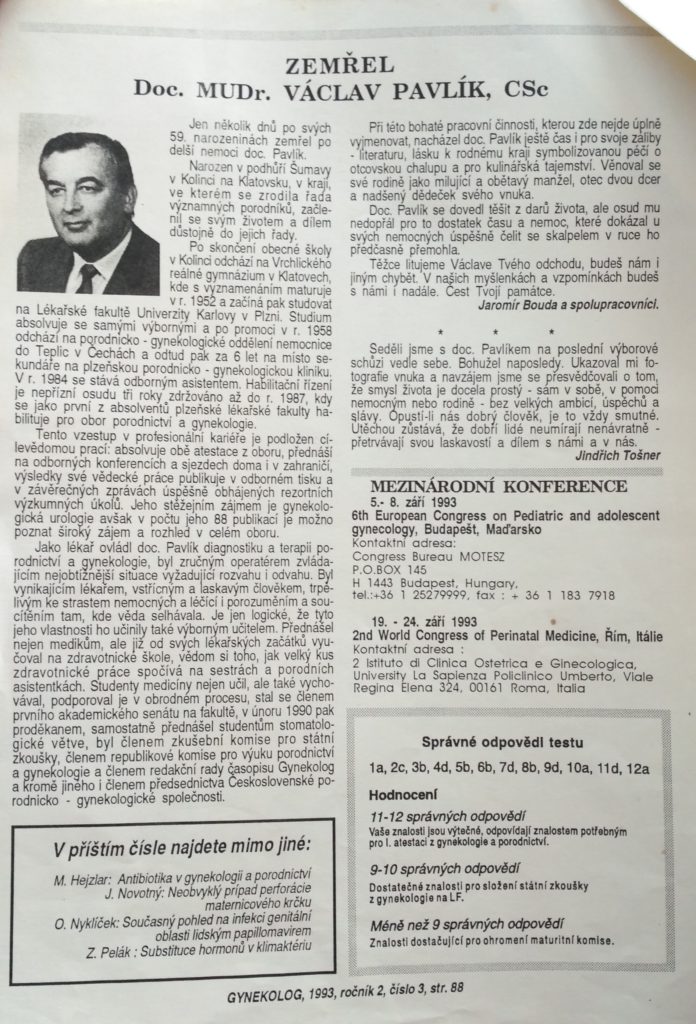 ZEMŘEL
Doc. MUDr. VÁCLAV PAVLÍK, CSc
Jen několik dnů po svých
59. narozeninách zemřel po
delší nemoci doc. Pavlík.
Narozen v podhůří Šumavy
v Kolinci na Klatovsku, v kraji,
ve kterém se zrodila řada
významných porodníků, začle-
nil se svým životem a dílem
důstojně do jejich řady.
Po skončení obecné školy
v Kolinci odchází na Vrchlického
reálné gymnázium v Klatovech,
kde s vyznamenáním maturuje
v r. 1952 a začíná pak studovat
na Lékařské fakultě Univerzity Karlovy v Plzni. Studium
absolvuje se samými výbornými a po promoci v r. 1958
odchází na porodnicko - gynekologické oddělení nemocnice
do Teplic v Čechách a odtud pak za 6 let na místo se-
kundáře na plzeňskou porodnicko - gynekologickou kliniku.
V r. 1984 se stává odborným asistentem. Habilitační řízení
je nepřízní osudu tři roky zdržováno až do r. 1987, kdy
se jako první z absolventů plzeňské lékařské fakulty ha-
bilituje pro obor porodnictví a gynekologie.
Tento vzestup v profesionální kariéře je podložen cí-
levědomou prací: absolvuje obě atestace z oboru, přednáší
na odborných konferencích a sjezdech doma i v zahraničí,
výsledky své vědecké práce publikuje v odborném tisku a
v závěrečných zprávách úspěšně obhájených rezortních
výzkumných úkolů. Jeho stěžejním zájmem je gynekolo-
gická urologie avšak v počtu jeho 88 publikací je možno
poznat široký zájem a rozhled v celém oboru.
Jako lékař ovládl doc. Pavlík diagnostiku a terapii po-
rodnictví a gynekologie, byl zručným operatérem zvláda-
jícím nejobtížnější situace vyžadující rozvahu i odvahu. Byl
vynikajícím lékařem, vstřícným a laskavým člověkem, trpě-
livým ke strastem nemocných a léčící i porozuměním a sou-
cítěním tam, kde věda selhávala. Je jen logické, že tyto
jeho vlastnosti ho učinily také výborným učitelem. Přednášel
nejen medikům, ale již od svých lékařských začátků vyu-
čoval na zdravotnické škole, vědom si toho, jak velký kus
zdravotnické práce spočívá na sestrách a porodních
asistentkách. Studenty medicíny nejen učil, ale také vycho-
vával, podporoval je v obrodném procesu, stal se členem
prvního akademického senátu na fakultě, v únoru 1990 pak
proděkanem, samostatně přednášel studentům stomatolo-
gické větve, byl členem zkušební komise pro státní
zkoušky, členem republikové komise pro výuku porodnictví
a gynekologie a členem redakční rady časopisu Gynekolog
a kromě jiného i členem předsednictva Československé po-
rodnicko - gynekologické společnosti.
V příštím čísle najdete mimo jiné:
M. Hejzlar: Antibiotika v gynekologii a porodnictví
J. Novotný: Neobvyklý prípad perforácie
maternicového krčku
O. Nyklíček: Současný pohled na infekci genitální
oblasti lidským papillomavirem
Z. Pelák : Substituce hormonů v klimaktériu
Při této bohaté pracovní činnosti, kterou zde nejde úplně
vyjmenovat, nacházel doc. Pavlík ještě čas i pro svoje záliby
- literaturu, lásku k rodnému kraji symbolizovanou péčí o
otcovskou chalupu a pro kulinářská tajemství. Věnoval se
své rodině jako milující a obětavý manžel, otec dvou dcer
a nadšený dědeček svého vnuka.
Doc. Pavlík se dovedl těšit z darů života, ale osud mu
nedopřál pro to dostatek času a nemoc, které dokázal u
svých nemocných úspěšně čelit se skalpelem v ruce ho
předčasně přemohla.
Těžce litujeme Václave Tvého odchodu, budeš nám i
jiným chybět. V našich myšlenkách a vzpomínkách budeš
s námi i nadále. Čest Tvojí památce.
Jaromír Bouda a spolupracovníci.
* * *
Seděli jsme s doc. Pavlíkem na poslední výborové
schůzi vedle sebe. Bohužel naposledy. Ukazoval mi fo-
tografie vnuka a navzájem jsme se přesvědčovali o tom,
že smysl života je docela prostý - sám v sobě, v pomoci
nemocným nebo rodině - bez velkých ambicí, úspěchů a
slávy. Opustí-li nás dobrý člověk, je to vždy smutné.
Útěchou zůstává, že dobří lidé neumírají nenávratně -
přetrvávají svou laskavostí a dílem s námi a v nás.
Jindřich Tošner
MEZINÁRODNÍ KONFERENCE
5.- 8. září 1993
6th European Congress on Pediatric and adolescent
gynecology, Budapešt, Maďarsko
Kontaktní adresa:
Congress Bureau MOTESZ
P.O.BOX 145
H 1443 Budapest, Hungary,
tel.:+36 1 25279999, fax : + 36 1 183 7918
19. - 24. září 1993
2nd World Congress of Perinatal Medicine, Řím, Itálie
Kontaktní adresa :
2 Istituto di Clinica Ostetrica e Ginecologica,
University La Sapienza Policlinico Umberto, Viale
Regina Elena 324, 00161 Roma, Italia
Správné odpovědi testu
1a, 2c, 3b, 4d, 5b, 6b, 7d, 8b, 9d, 10a, 11d, 12a
Hodnocení
11-12 správných odpovědí
Vaše znalosti jsou výtečné, odpovídají znalostem potřebným
pro I. atestaci z gynekologie a porodnictví.
9-10 správných odpovědí
Dostatečné znalosti pro složení státní zkoušky
z gynekologie na LF.
Méně než 9 správných odpovědí
Znalosti dostačující pro ohromení maturitní komise.
GYNEKOLOG, 1993, ročník 2, číslo 3, str. 88